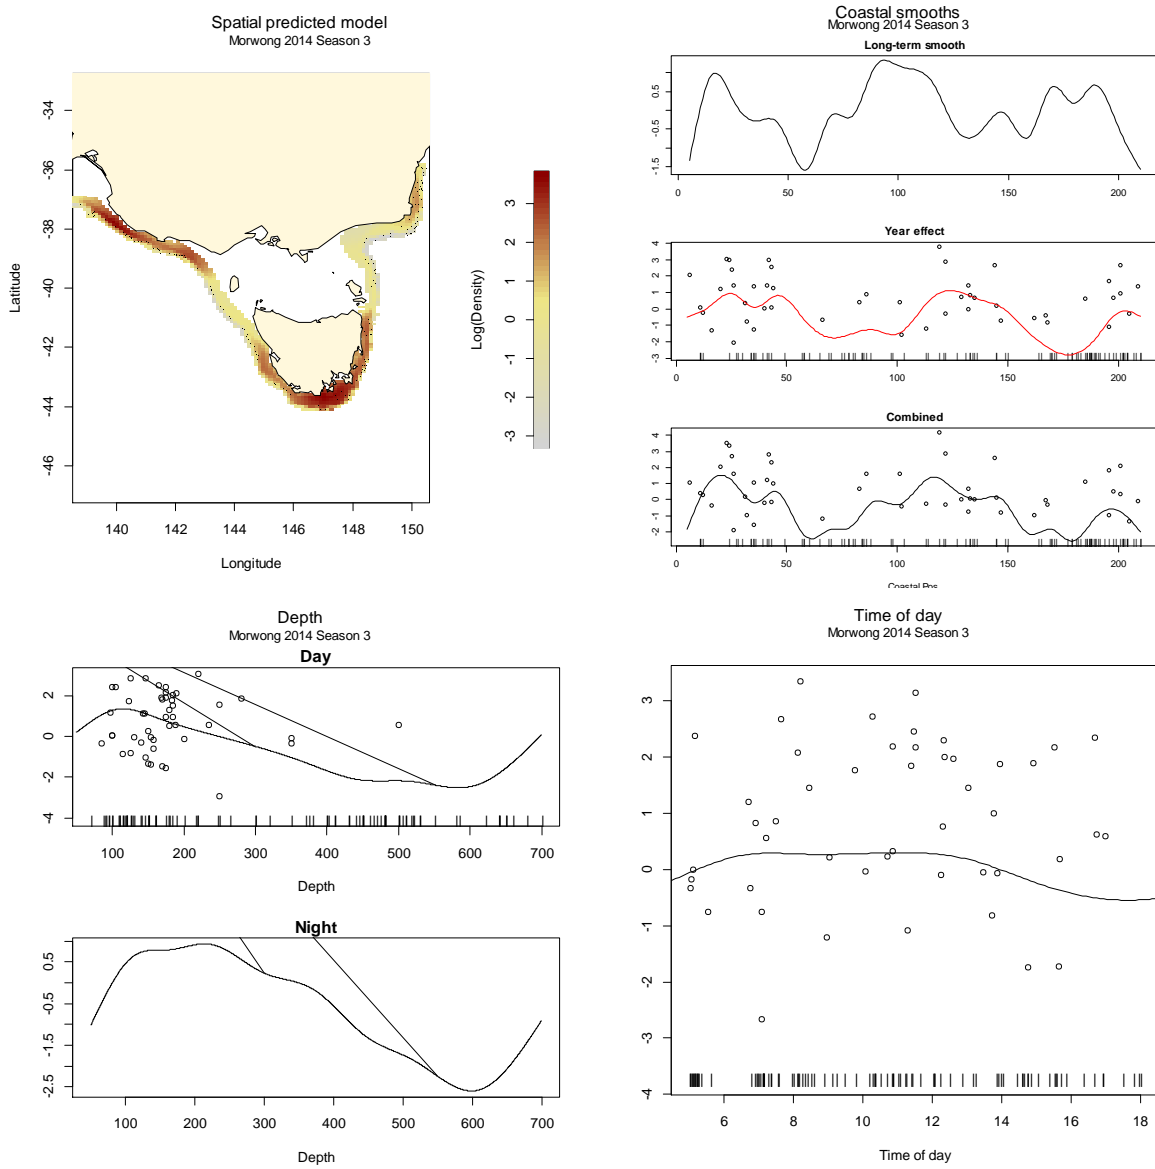 Spatial predicted model
Morwong 2014 Season 3
-34
-36
-38
-40
-42
-44
-46
Latitude
140 142 144 146 148 150
Longitude
3
2
1
0
-1
-2
-3
Log(Density)
Coastal smooths
Morwong 2014 Season 3
Long-term smooth
0.5
-0.5
-1.5
0 50 100 150 200
Year effect
4
3
2
1
0
-1
-2
-3
0 50 100 150 200
Combined
4
3
2
1
0
-1
-2
0 50 100 150 200
Coastal Pos
Depth
Morwong 2014 Season 3
Day
2
0
-2
-4
100 200 300 400 500 600 700
Depth
Night
0.5
-0.5
-1.5
-2.5
100 200 300 400 500 600 700
Depth
Time of day
Morwong 2014 Season 3
3
2
1
0
-1
-2
-3
-4
6 8 10 12 14 16 18
Time of day